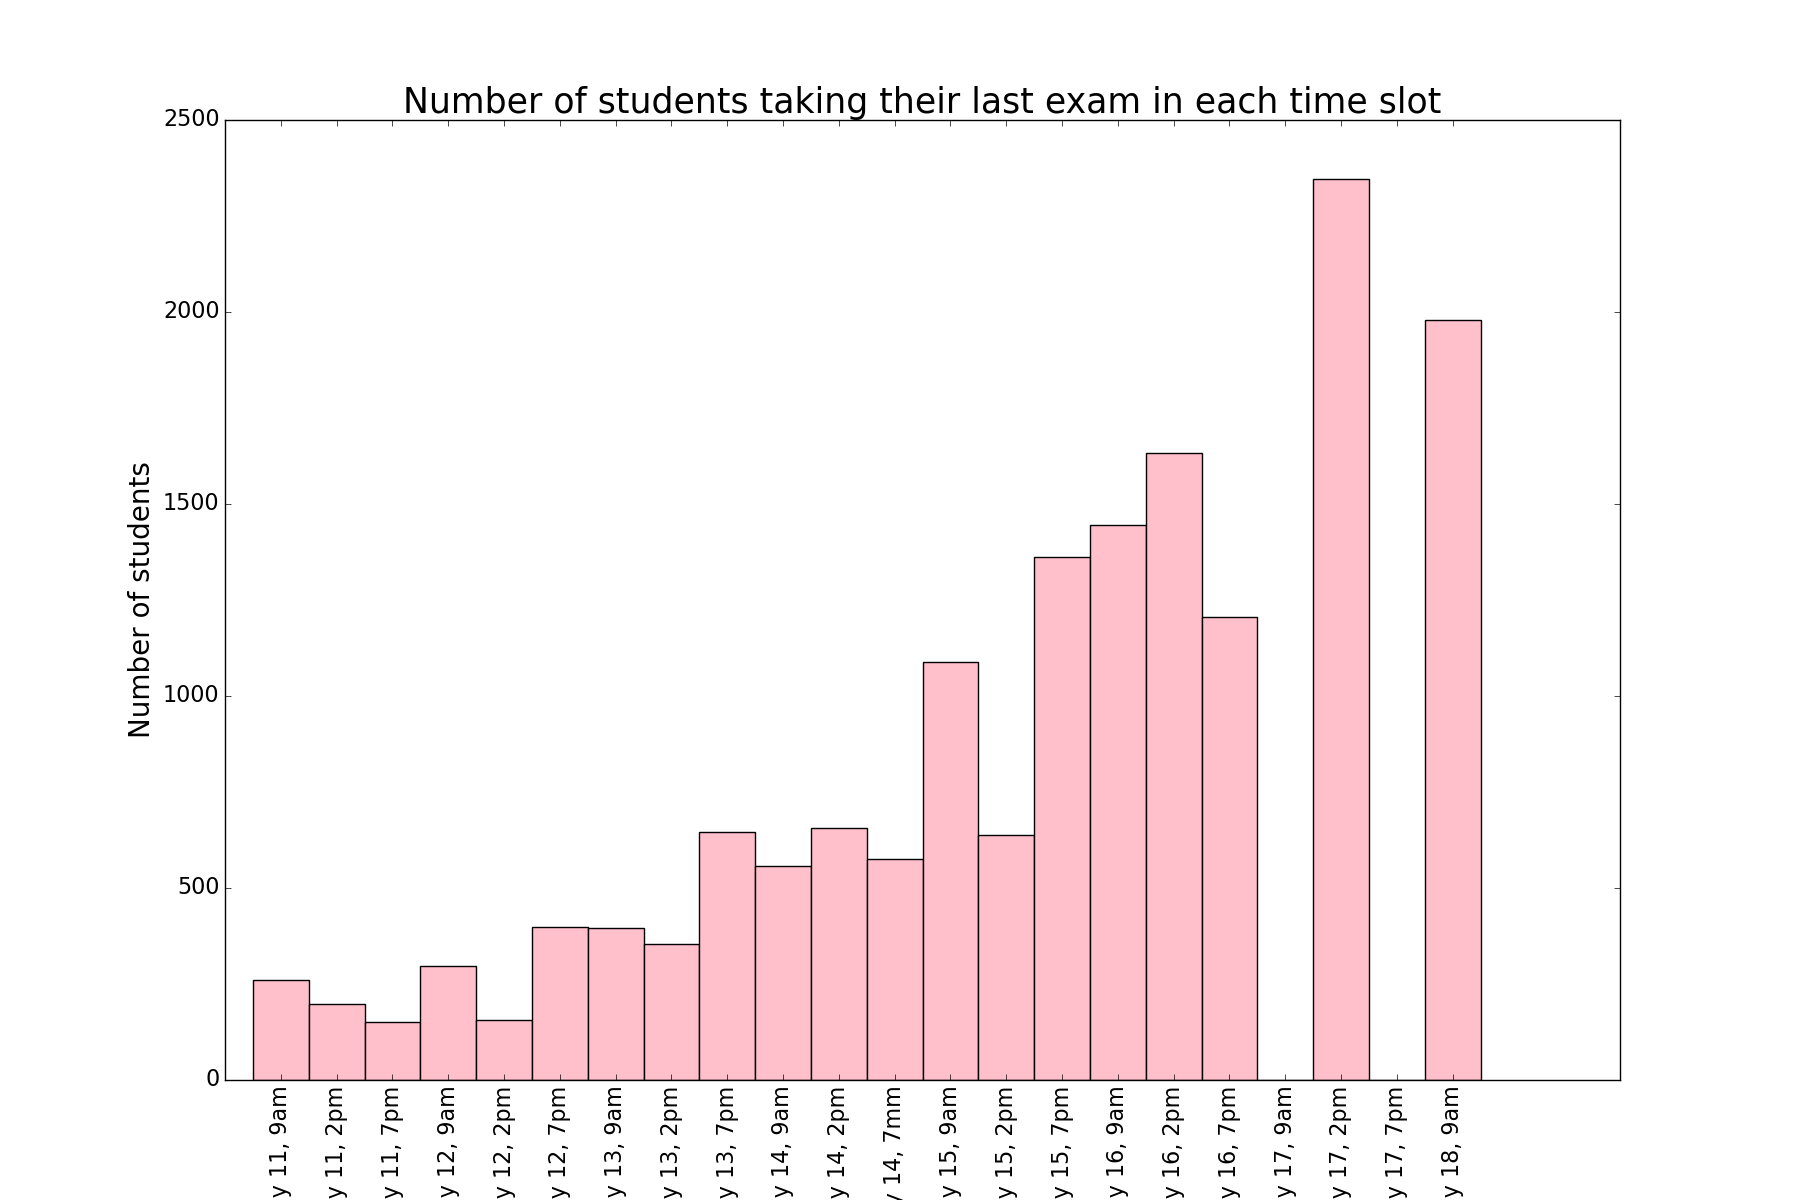 Number of students taking their last exam in each time slot
Number of students
2500
2000
1500
1000
500
0
y 11, 9am
y 11, 2pm
y 11, 7pm
y 12, 9am
y 12, 2pm
y 12, 7pm
y 13, 9am
y 13, 2pm
y 13, 7pm
y 14, 9am
y 14, 2pm
y 14, 7mm
y 15, 9am
y 15, 2pm
y 15, 7pm
y 16, 9am
y 16, 2pm
y 16, 7pm
y 17, 9am
y 17, 2pm
y 17, 7pm
y 18, 9am